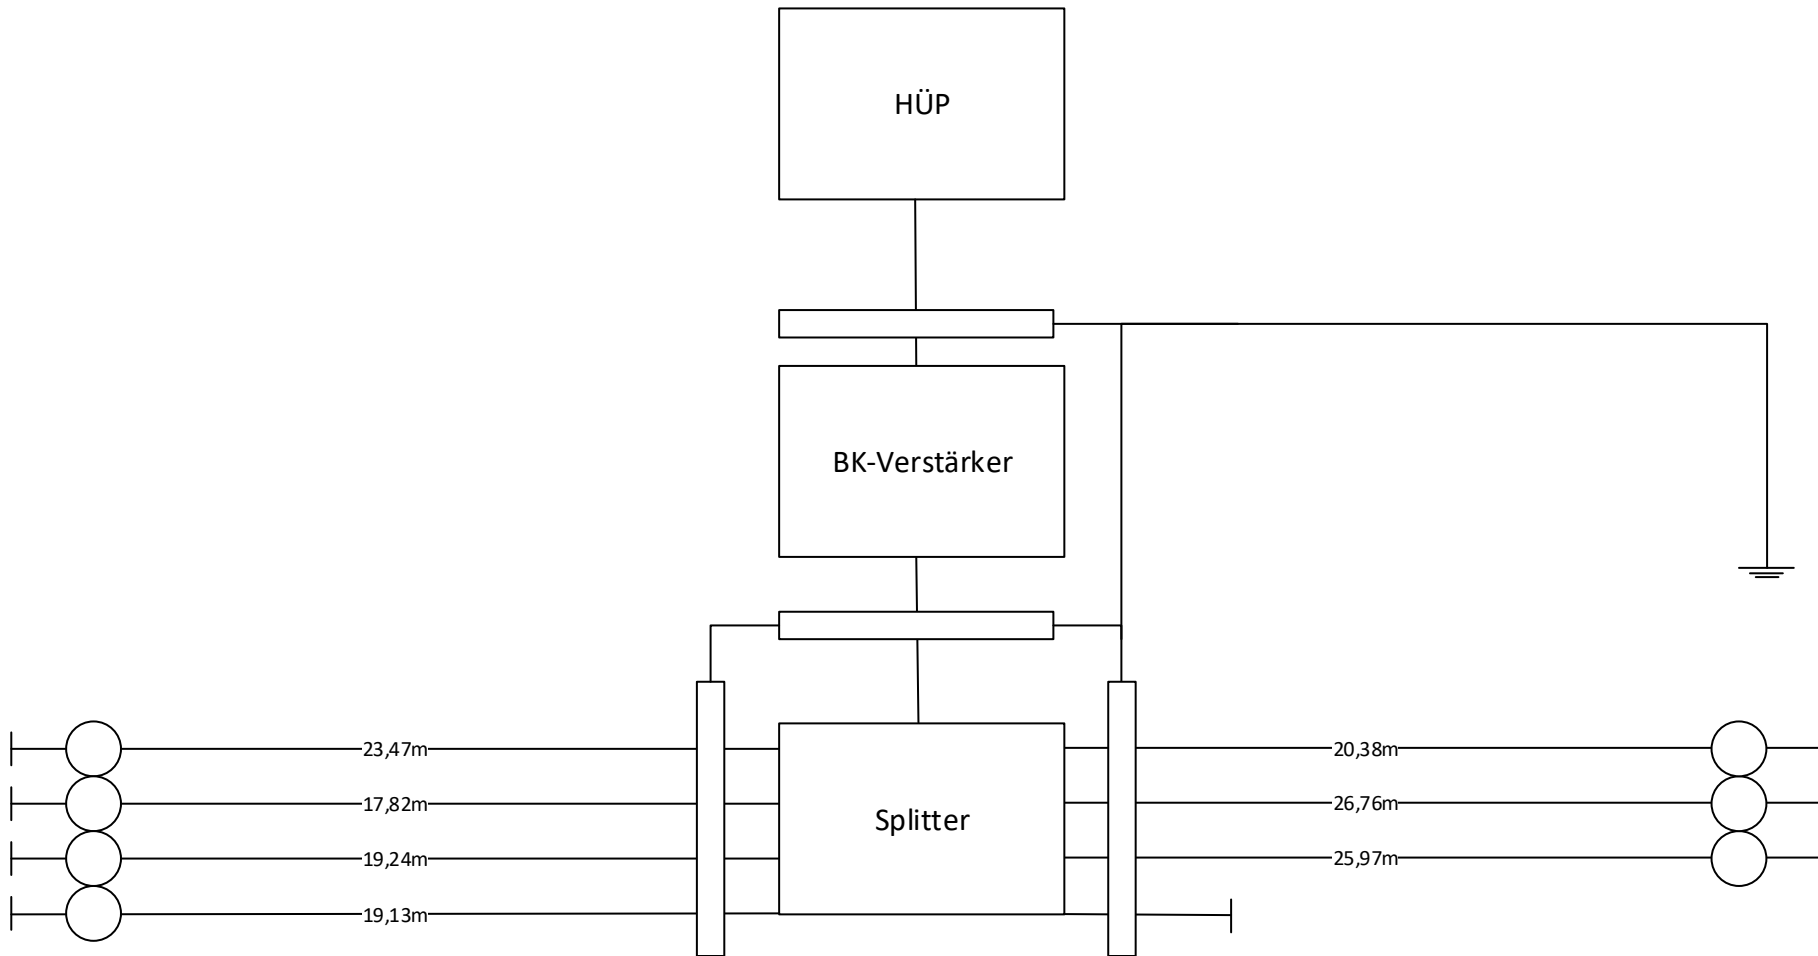 HÜP
BK-Verstärker
Splitter
23,47m
17,82m
19,24m
19,13m
20,38m
26,76m
25,97m